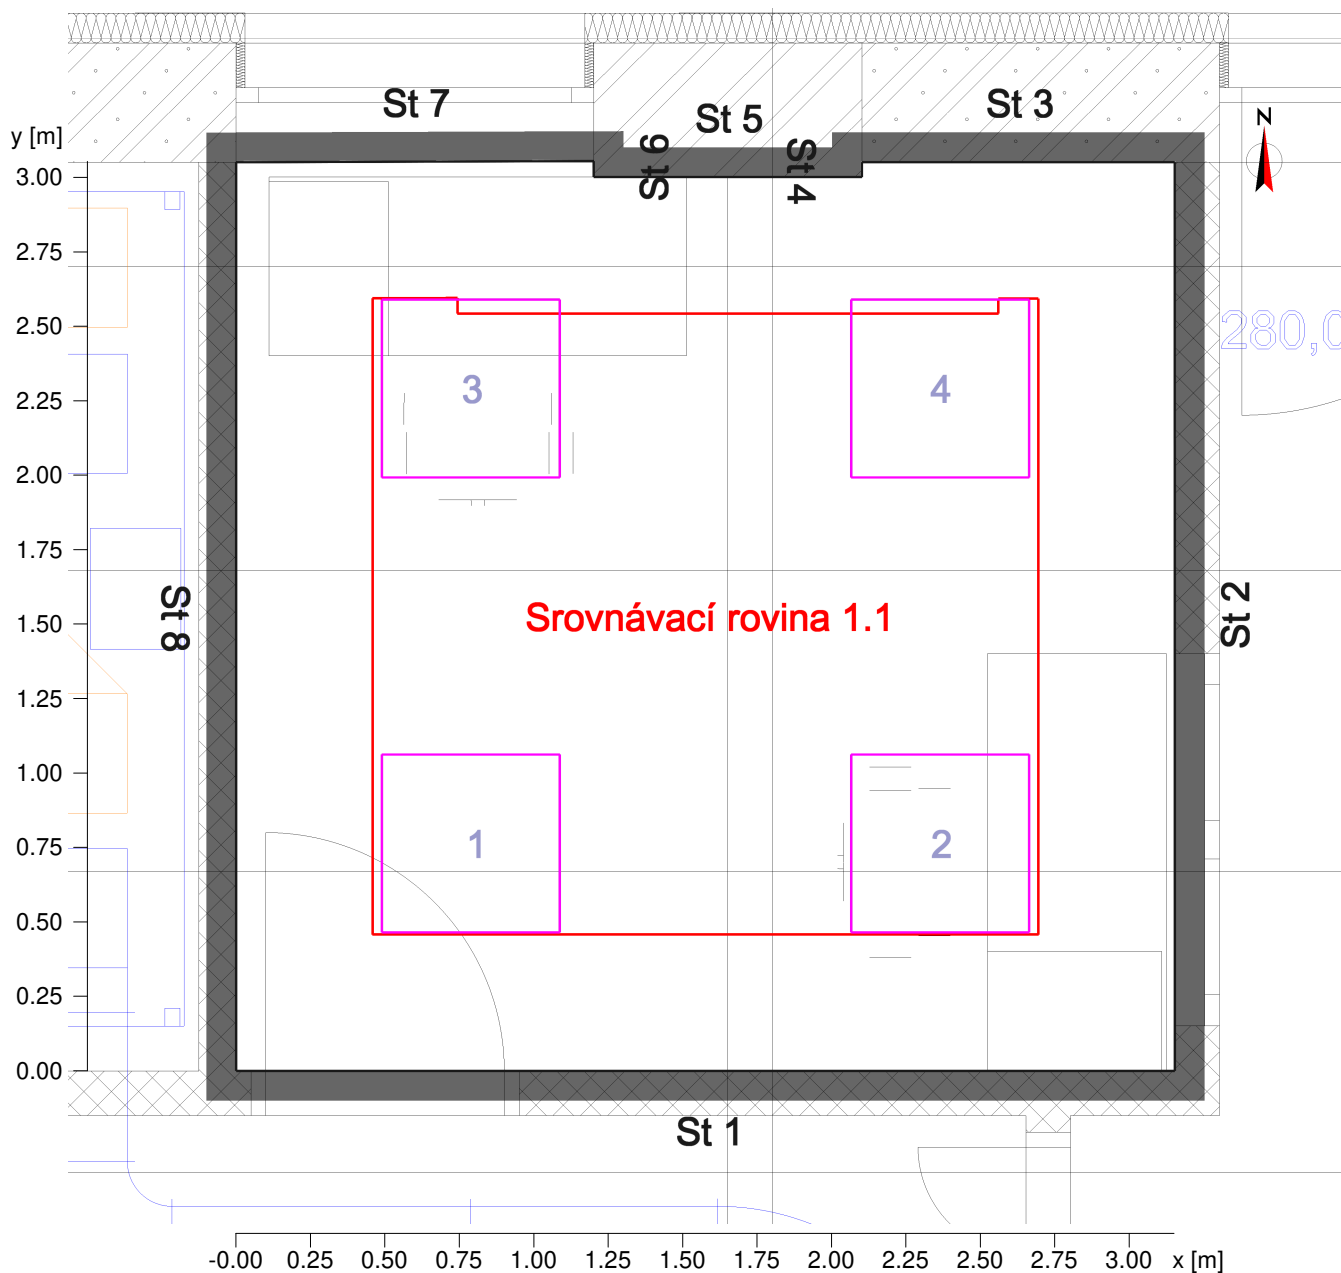 St 7
St 5
St 3
N
y [m]
St 6
St 4
3.00
2.75
280,0
2.50
3
4
2.25
2.00
1.75
St 8
St 2
1.50
Srovnávací rovina 1.1
1.25
1.00
1
2
0.75
0.50
0.25
0.00
St 1
-0.00 0.25 0.50 0.75 1.00 1.25 1.50 1.75 2.00 2.25 2.50 2.75 3.00 x [m]